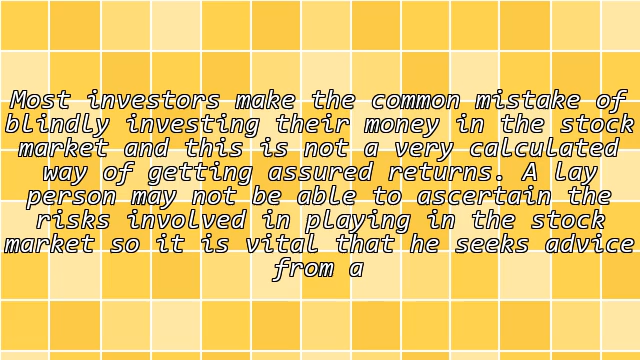 Most investors make the common mistake of
blindly investing their money in the stock
market and this is not a very calculated
way of getting assured returns. A lay
person may not be able to ascertain the
risks involved in playing in the stock
market so it is vital that he seeks advice
from a